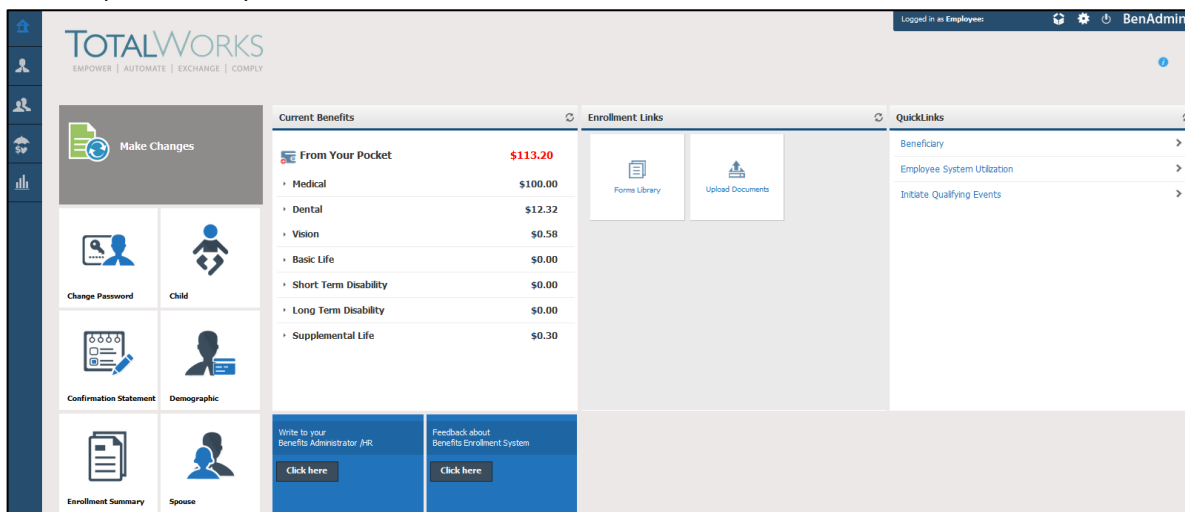 Logged in as Employee:
BenAdmin
TOTALWORKS
EMPOWER | AUTOMATE | EXCHANGE | COMPLY
Make Changes
Change Password
Child
Confirmation Statement
Demographic
Enrollment Summary
Spouse
Current Benefits
From Your Pocket $113.20
Medical $100.00
Dental $12.32
Vision $0.58
Basic Life $0.00
Short Term Disability $0.00
Long Term Disability $0.00
Supplemental Life $0.30
Write to your
Benefits Administrator /HR
Click here
Feedback about
Benefits Enrollment System
Click here
Enrollment Links
Forms Library
Upload Documents
QuickLinks
Beneficiary
Employee System Utilization
Initiate Qualifying Events